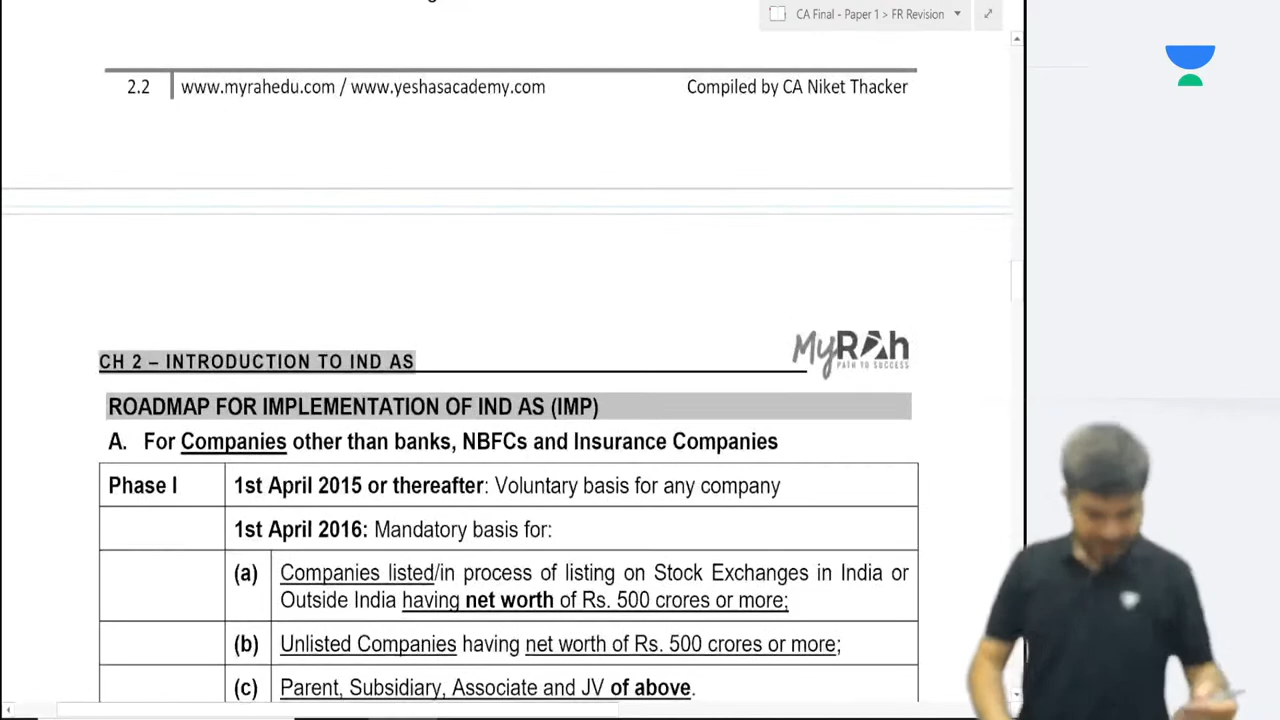 CA Final - Paper 1 > FR Revision
2.2 www.myrahedu.com / www.yeshasacademy.com Compiled by CA Niket Thacker
CH 2 – INTRODUCTION TO IND AS
MyRAh
PATH TO SUCCESS
ROADMAP FOR IMPLEMENTATION OF IND AS (IMP)
A. For Companies other than banks, NBFCs and Insurance Companies
Phase I 1st April 2015 or thereafter: Voluntary basis for any company
1st April 2016: Mandatory basis for:
(a) Companies listed/in process of listing on Stock Exchanges in India or
Outside India having net worth of Rs. 500 crores or more;
(b) Unlisted Companies having net worth of Rs. 500 crores or more;
(c) Parent, Subsidiary, Associate and JV of above.